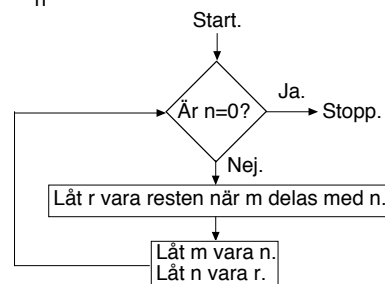 n
Start.
Är n=0?
Ja.
Stopp.
Nej.
Låt r vara resten när m delas med n.
Låt m vara n.
Låt n vara r.